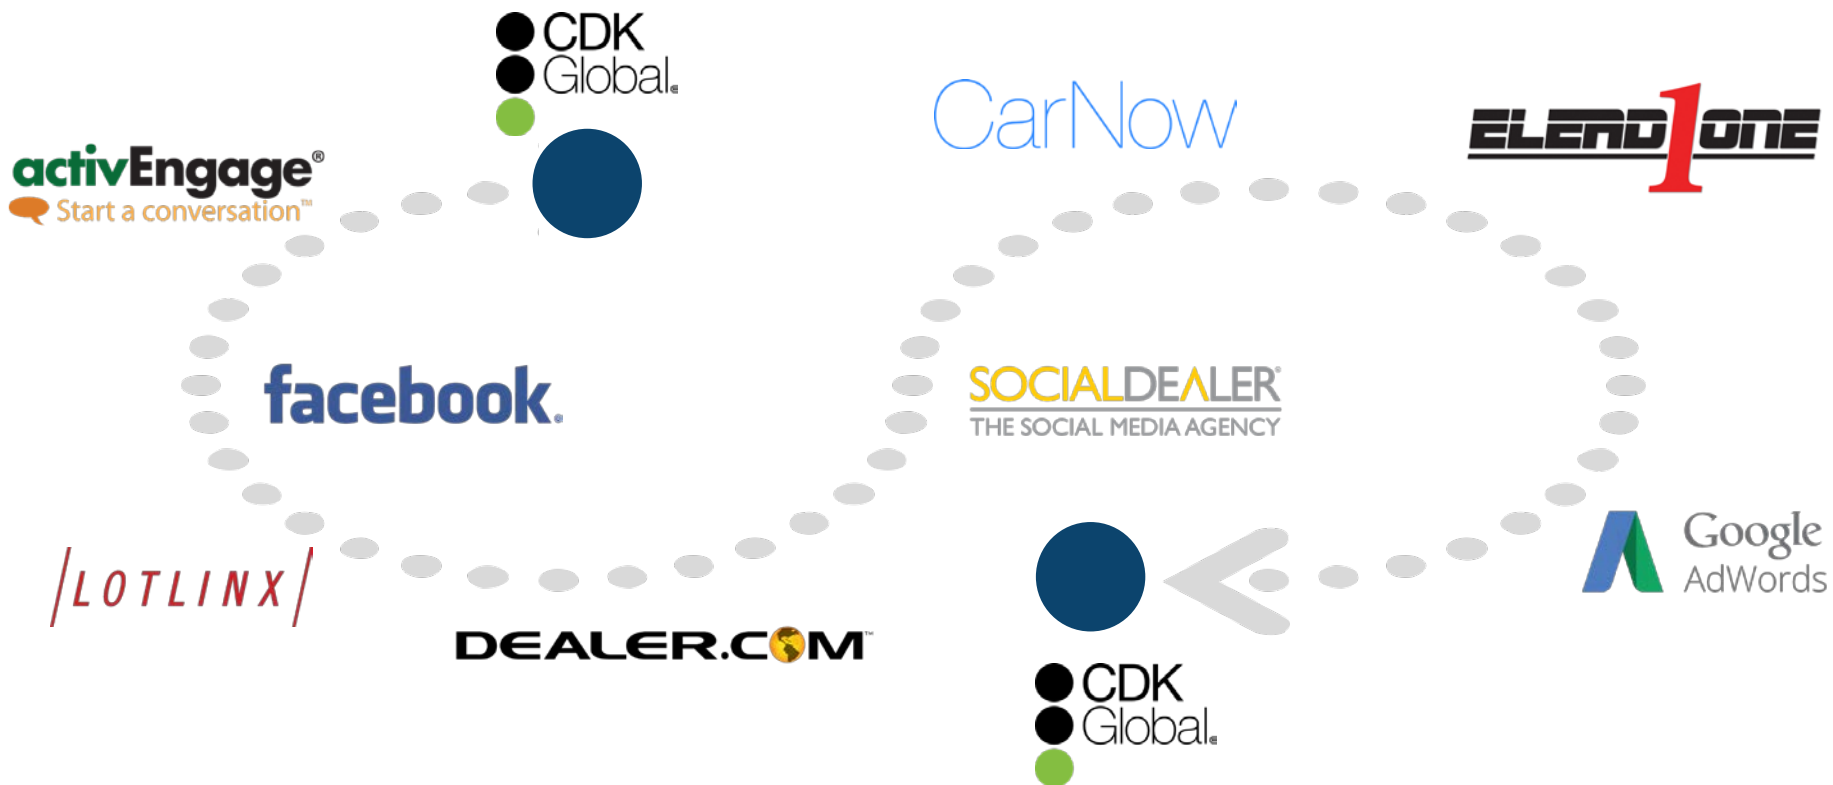 CDK
Global
CarNow
ELEAD1ONE
activEngage®
Start a conversation™
facebook®
SOCIALDEALER®
THE SOCIAL MEDIA AGENCY
Google
AdWords
|LOTLINX|
DEALER.COM™
CDK
Global